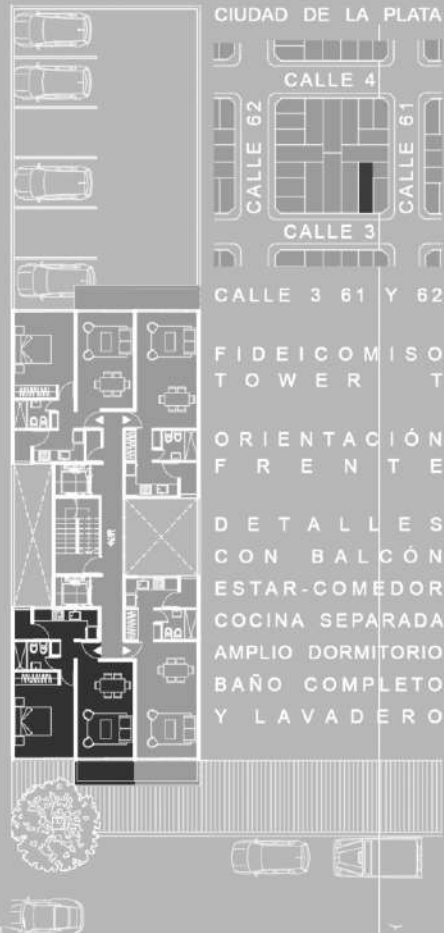 CIUDAD DE LA PLATA
CALLE 4
CALLE 62
CALLE 61
CALLE 3
CALLE 3 61 Y 62
FIDEICOMISO
TOWER T
ORIENTACIÓN
FRENTE
DETALLES
CON BALCÓN
ESTAR-COMEDOR
COCINA SEPARADA
AMPLIO DORMITORIO
BAÑO COMPLETO
Y LAVADERO